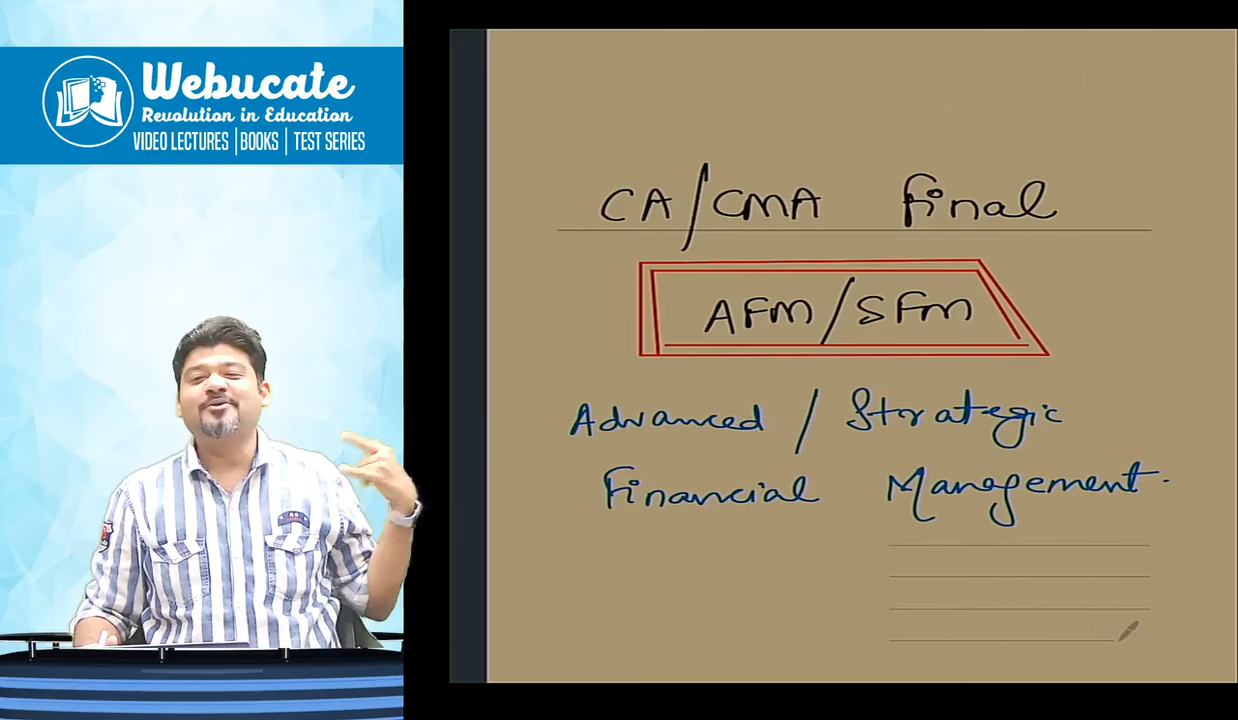 Webucate
Revolution in Education
VIDEO LECTURES | BOOKS | TEST SERIES
CA/CMA Final
AFM/SFM
Advanced / Strategic
Financial Management.